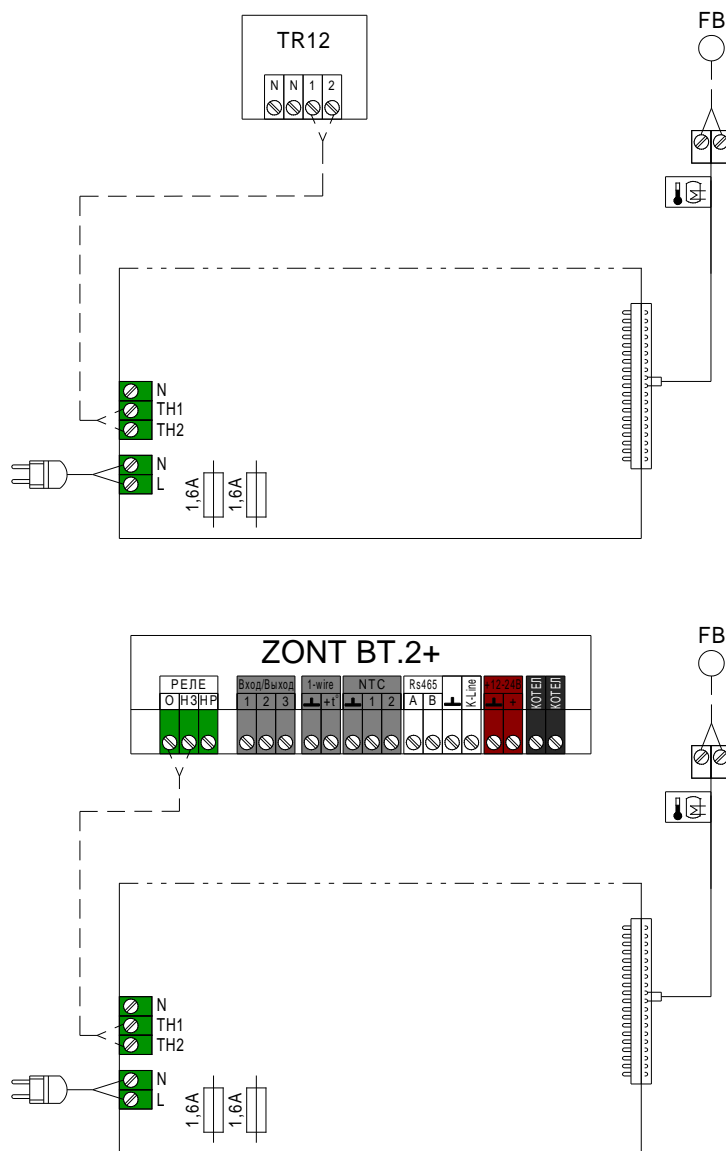 TR12
FB
N N 1 2
N
TH1
TH2
N
L
1,6A 1,6A
ZONT BT.2+
FB
РЕЛЕ Вход/Выход 1-wire NTC Rs465 +12-24В КОТЕЛ КОТЕЛ
О НЗ НР 1 2 3 +t° 1 2 A B K-Line +
N
TH1
TH2
N
L
1,6A 1,6A